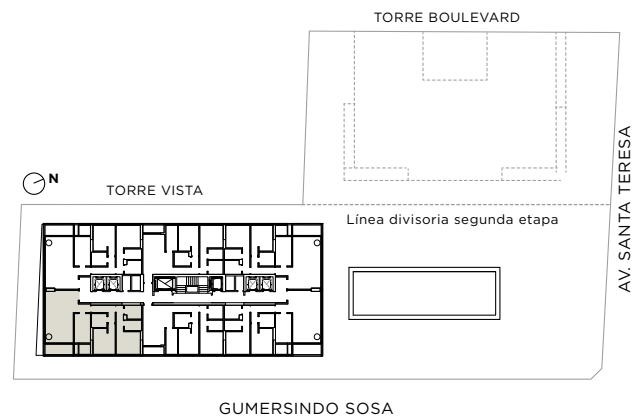 TORRE BOULEVARD
N
TORRE VISTA
Línea divisoria segunda etapa
AV. SANTA TERESA
GUMERSINDO SOSA